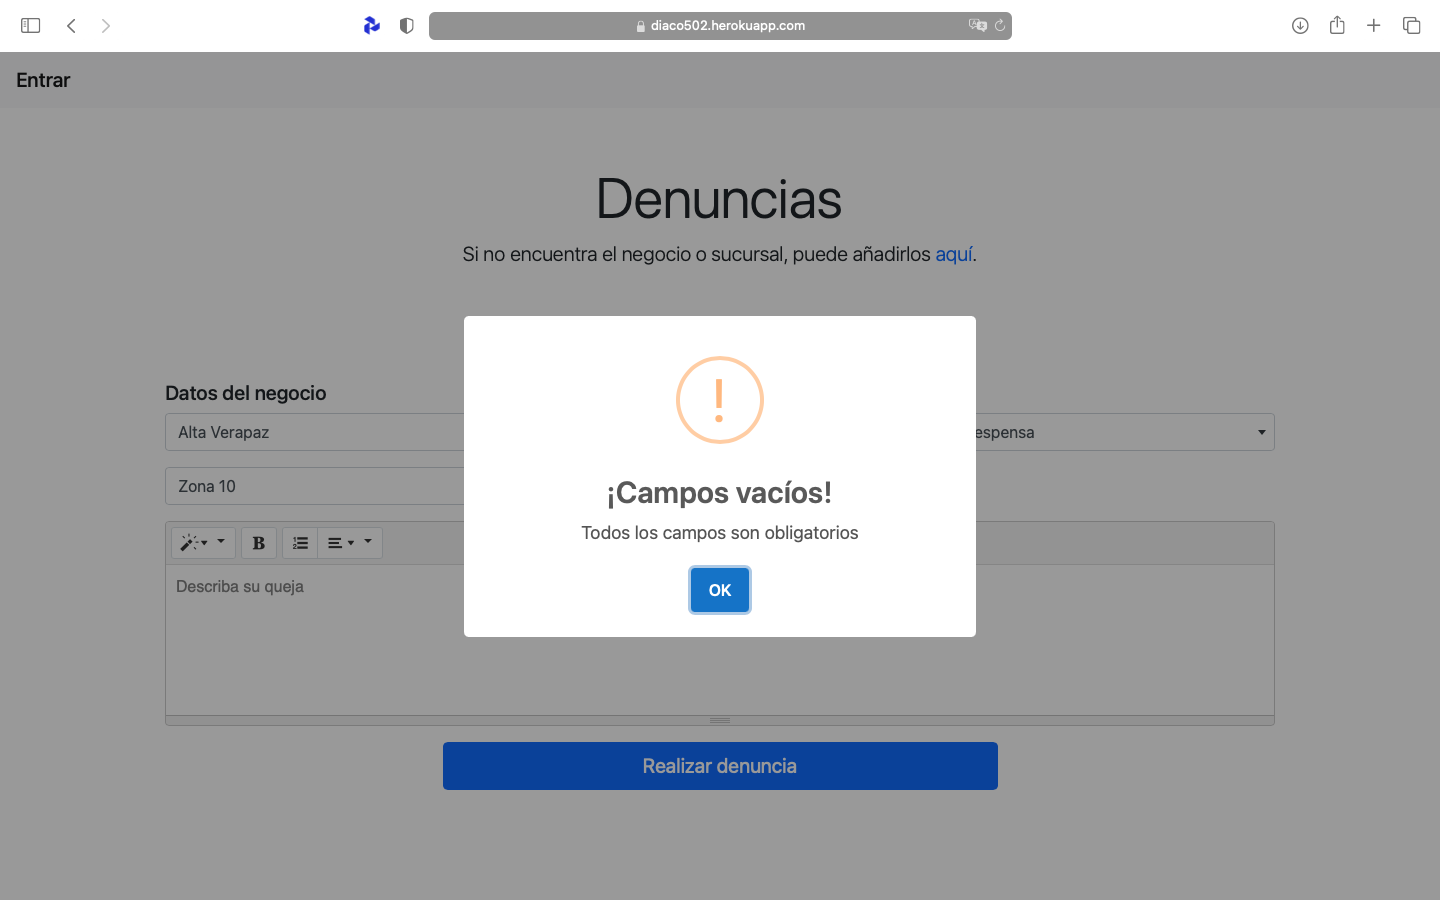 diaco502.herokuapp.com
Entrar
Denuncias
Si no encuentra el negocio o sucursal, puede añadirlos aquí.
Datos del negocio
Alta Verapaz
espensa
Zona 10
¡Campos vacíos!
Todos los campos son obligatorios
OK
B
Describa su queja
Realizar denuncia